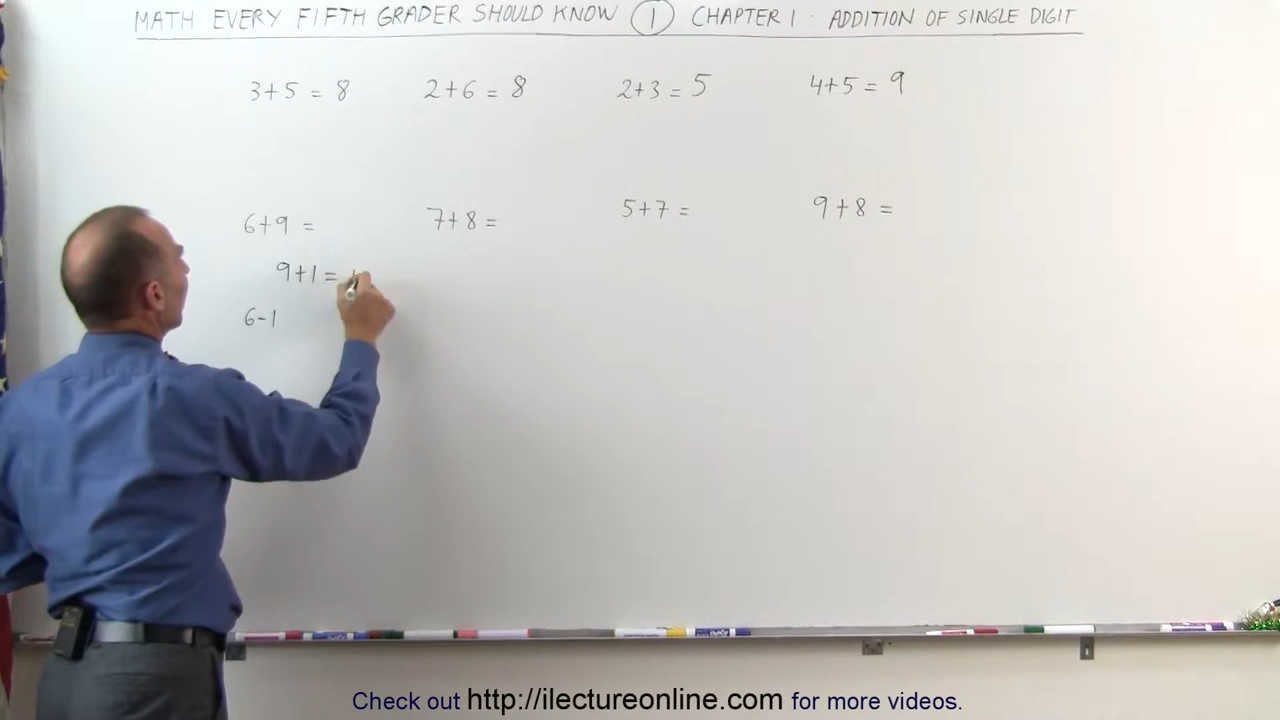 MATH EVERY FIFTH GRADER SHOULD KNOW 1 CHAPTER 1 : ADDITION OF SINGLE DIGIT
3+5 = 8 2+6 = 8 2+3 = 5 4+5 = 9
6+9 = 7+8 = 5+7 = 9+8 =
9+1 = 1
6-1
Check out http://ilectureonline.com for more videos.